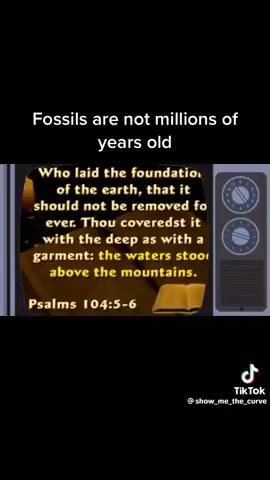 Fossils are not millions of
years old
Who laid the foundation
of the earth, that it
should not be removed fo
ever. Thou coveredst it
with the deep as with a
garment: the waters stood
above the mountains.
Psalms 104:5-6
TikTok
@show_me_the_curve